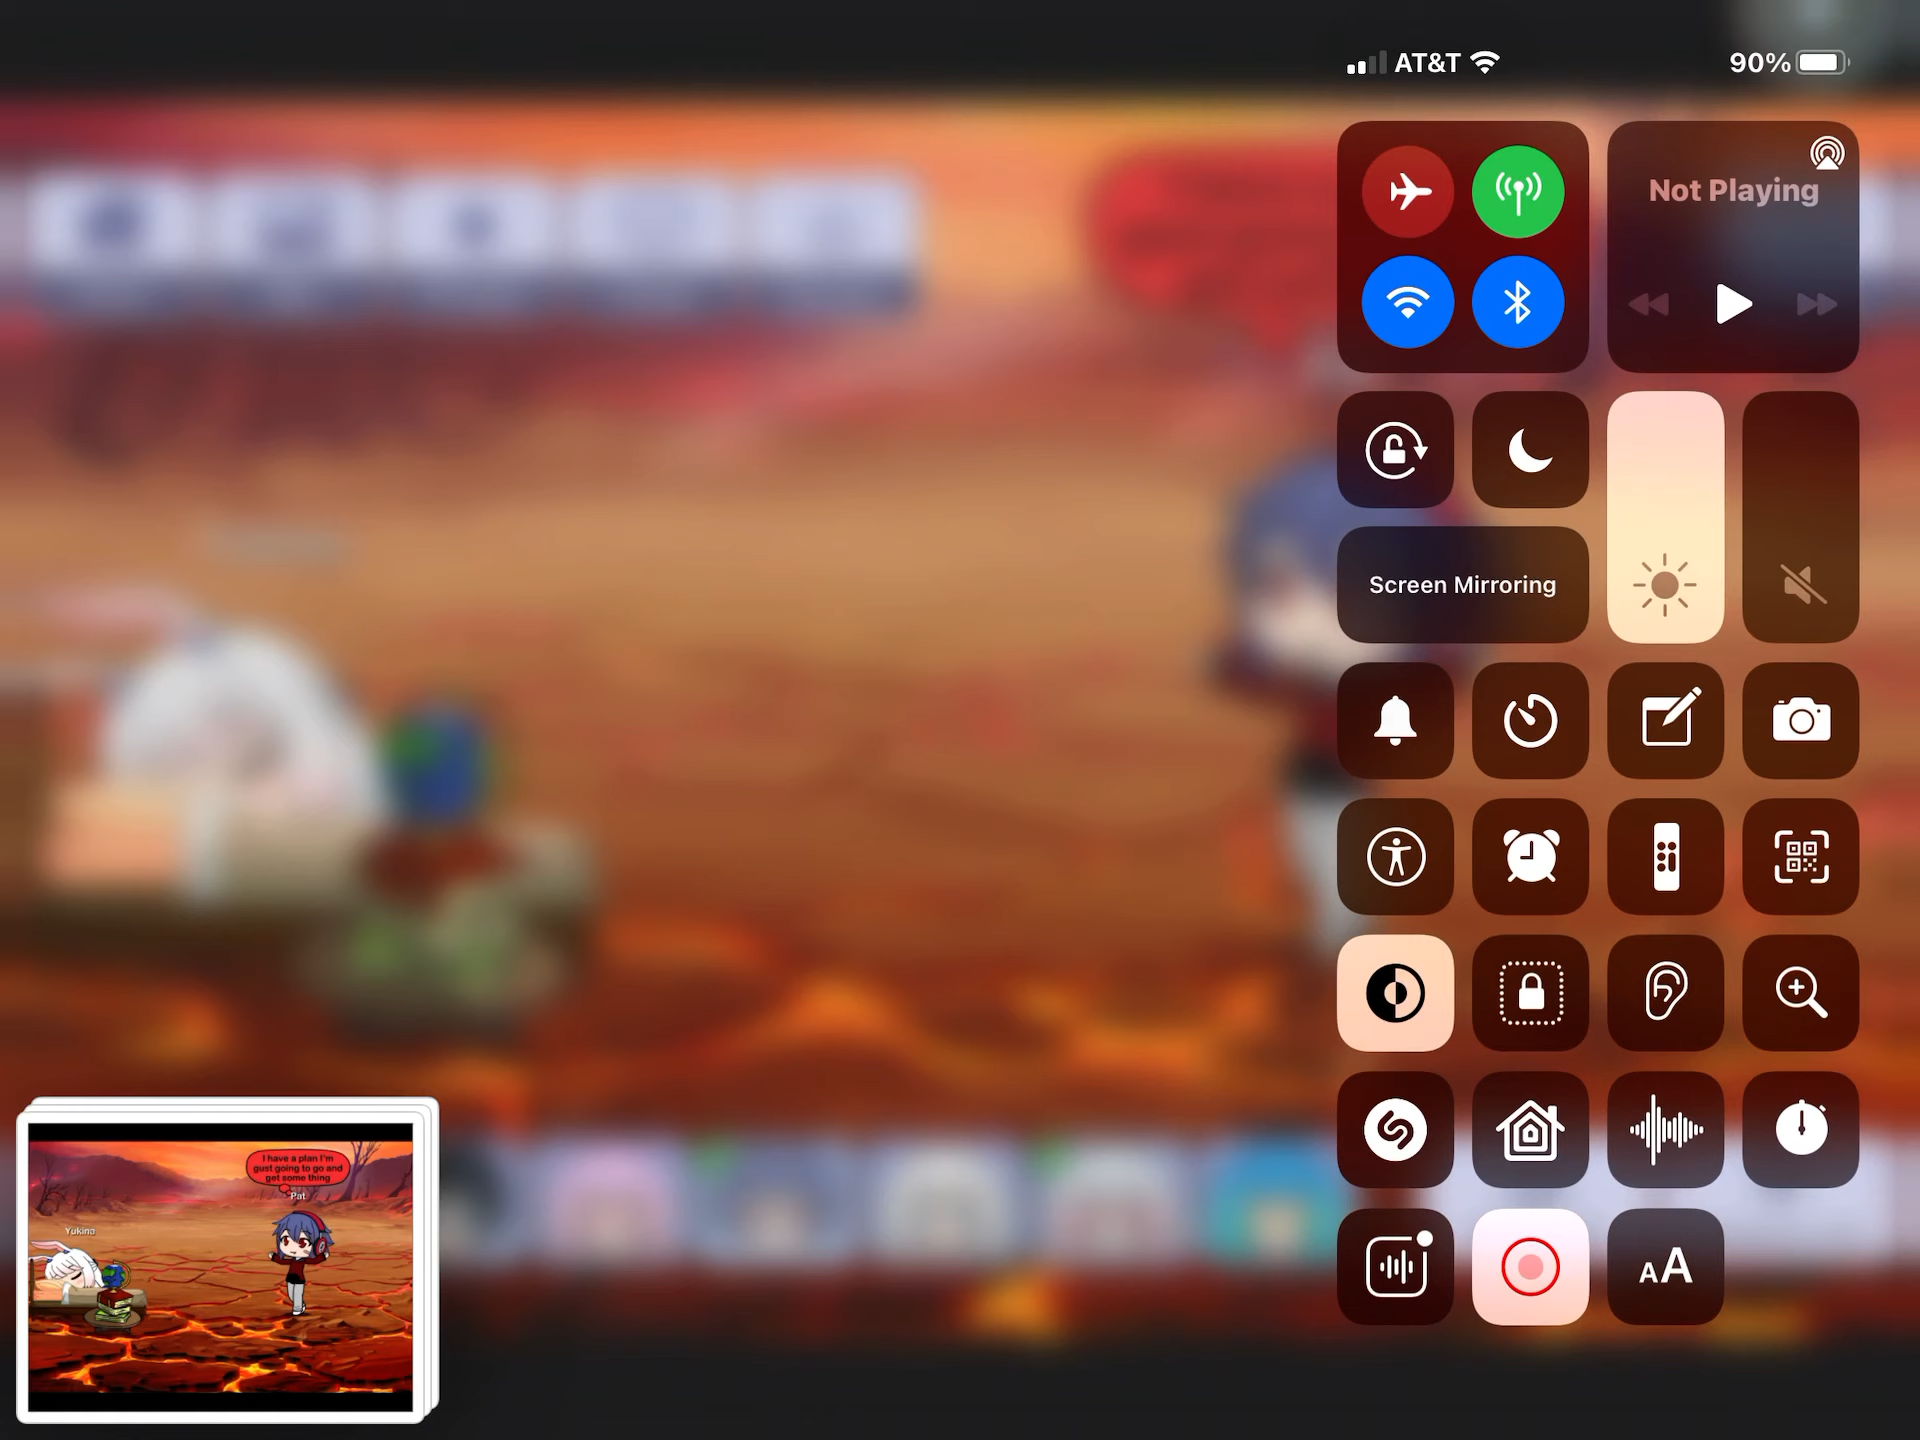 AT&T
90%
Not Playing
Screen Mirroring
AA
I have a plan I'm
gust going to go and
get some thing
Pat
Yukina